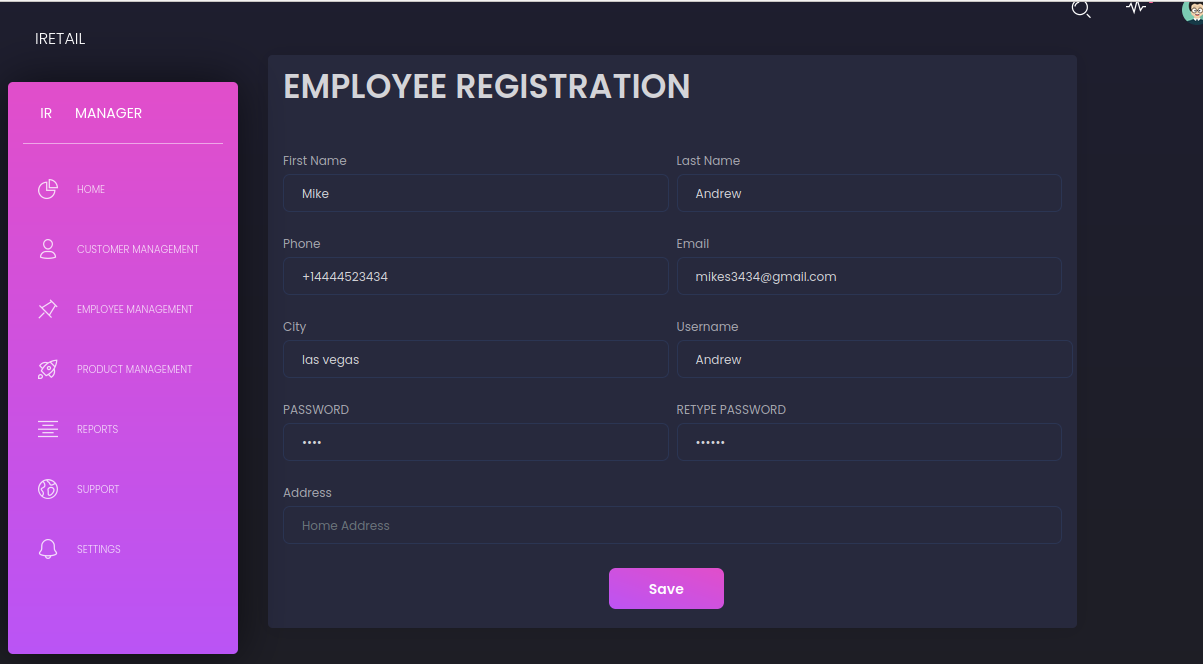 IRETAIL
IR MANAGER
HOME
CUSTOMER MANAGEMENT
EMPLOYEE MANAGEMENT
PRODUCT MANAGEMENT
REPORTS
SUPPORT
SETTINGS
EMPLOYEE REGISTRATION
First Name Last Name
Mike Andrew
Phone Email
+14444523434 mikes3434@gmail.com
City Username
las vegas Andrew
PASSWORD RETYPE PASSWORD
•••• ••••••
Address
Home Address
Save